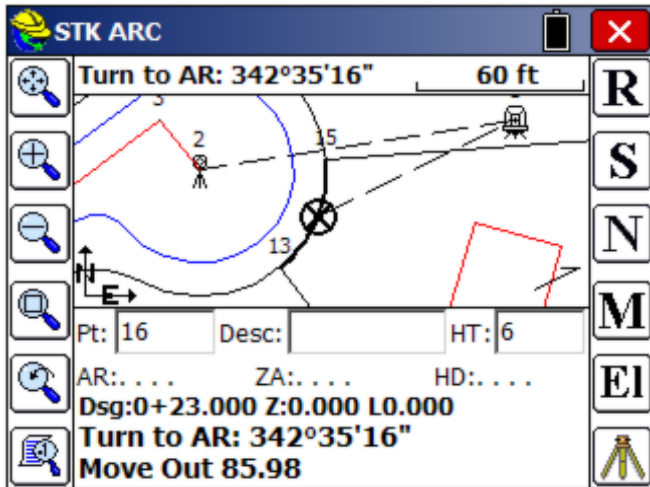 STK ARC
Turn to AR: 342°35'16"
60 ft
R
3
2
15
S
N
13
N
E
M
Pt: 16 Desc: HT: 6
AR:. . . . ZA:. . . . HD:. . . .
El
Dsg:0+23.000 Z:0.000 L0.000
Turn to AR: 342°35'16"
Move Out 85.98